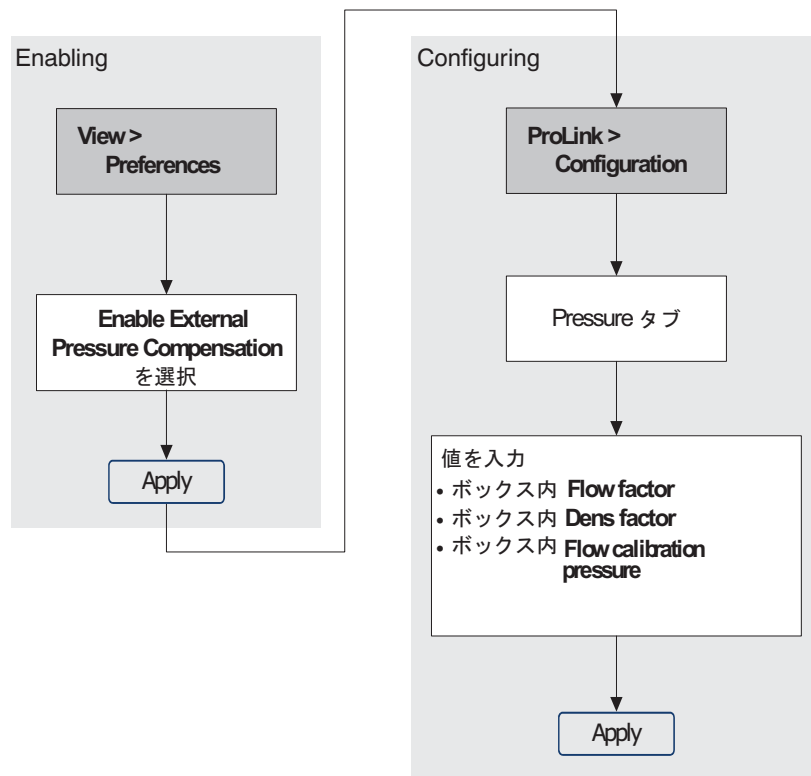 Enabling
View >
Preferences
Enable External
Pressure Compensation
を選択
Apply
Configuring
ProLink >
Configuration
Pressure タブ
値を入力
• ボックス内 Flow factor
• ボックス内 Dens factor
• ボックス内 Flow calibration
pressure
Apply